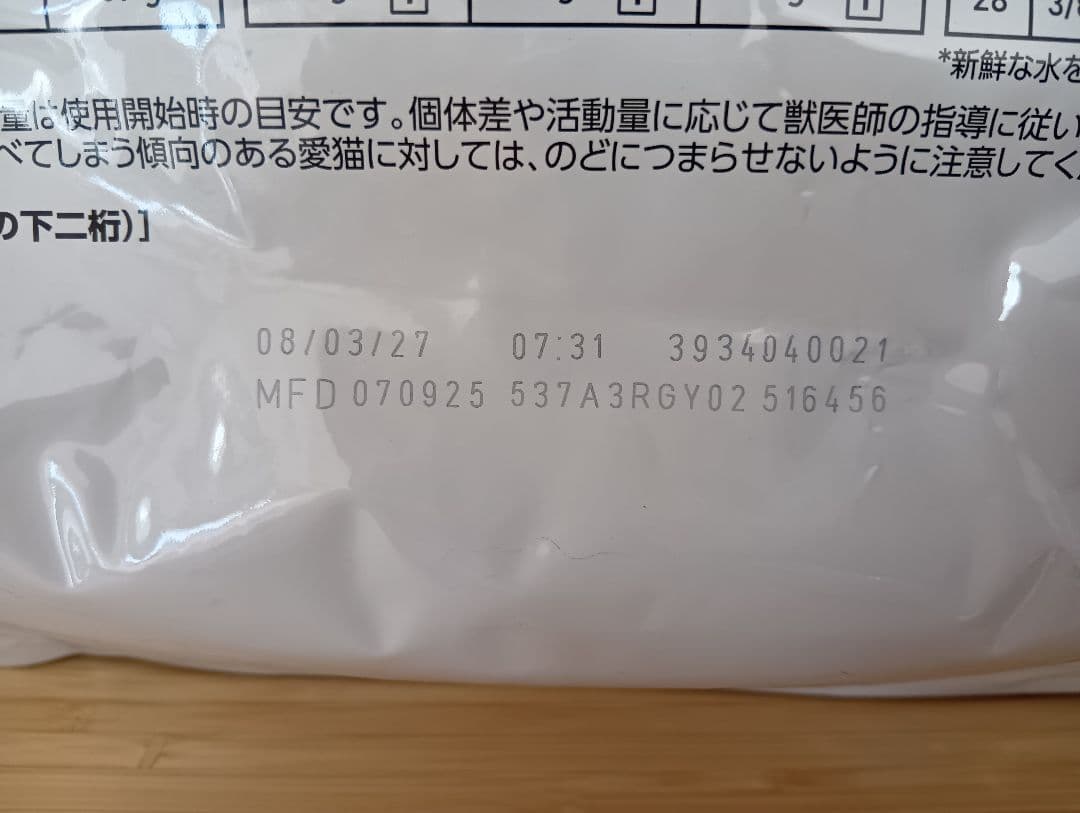 28
*新鮮な水を
量は使用開始時の目安です。個体差や活動量に応じて獣医師の指導に従い
べてしまう傾向のある愛猫に対しては、のどにつまらせないように注意してく
の下二桁)]
08/03/27 07:31 3934040021
MFD 070925 537A3RGY02 516456